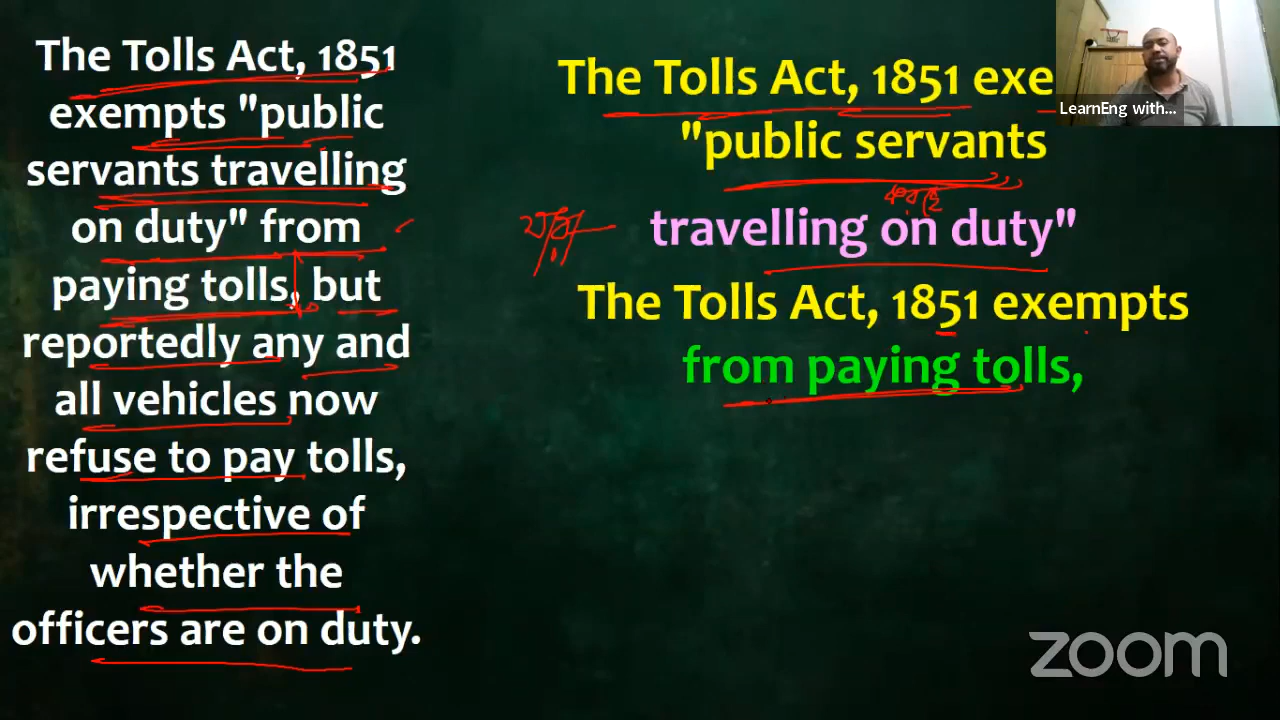 The Tolls Act, 1851
exempts "public
servants travelling
on duty" from
paying tolls, but
reportedly any and
all vehicles now
refuse to pay tolls,
irrespective of
whether the
officers are on duty.
The Tolls Act, 1851 exe
"public servants
travelling on duty"
The Tolls Act, 1851 exempts
from paying tolls,
LearnEng with...
zoom